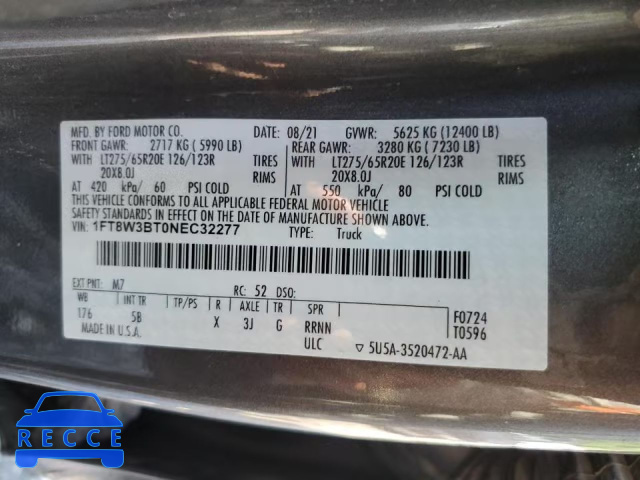 MFD. BY FORD MOTOR CO. DATE: 08/21 GVWR: 5625 KG (12400 LB)
FRONT GAWR: 2717 KG (5990 LB) REAR GAWR: 3280 KG (7230 LB)
WITH LT275/65R20E 126/123R TIRES WITH LT275/65R20E 126/123R TIRES
20X8.0J RIMS 20X8.0J RIMS
AT 420 kPa/ 60 PSI COLD AT 550 kPa/ 80 PSI COLD
THIS VEHICLE CONFORMS TO ALL APPLICABLE FEDERAL MOTOR VEHICLE
SAFETY STANDARDS IN EFFECT ON THE DATE OF MANUFACTURE SHOWN ABOVE.
VIN: 1FT8W3BT0NEC32277 TYPE: Truck
EXT PNT: M7 RC: 52 DSO:
WB INT TR TP/PS R AXLE TR SPR F0724
176 5B X 3J G RRNN T0596
MADE IN U.S.A. ULC ▽ 5U5A-3520472-AA
RECCE